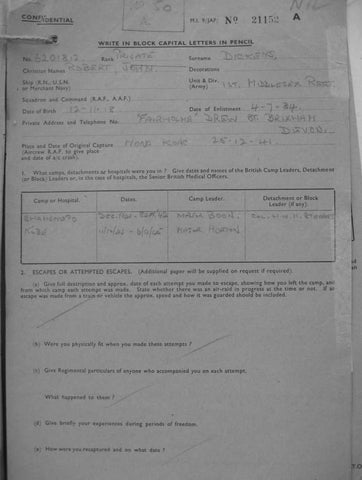 CONFIDENTIAL
M.I. 9/JAP/ No 21152 A
WRITE IN BLOCK CAPITAL LETTERS IN PENCIL
No. 6201812 Rank PRIVATE Surname DICKENS,
Christian Names ROBERT JOHN Decorations
Ship (R.N., U.S.N. or Merchant Navy) Unit & Div. (Army) 1ST. MIDDLESEX REGT.
Squadron and Command (R.A.F., A.A.F.)
Date of Birth 12-11-18. Date of Enlistment 4-7-34.
Private Address and Telephone No. "FAIRHOLME" DREW ST BRIXHAM
DEVON.
Place and Date of Original Capture HONG KONG 25-12-41.
(Aircrew R.A.F. to give place
and date of a/c crash).
1. What camps, detachments or hospitals were you in? Give dates and names of the British Camp Leaders, Detachment
(or Block) Leaders or, in the case of hospitals, the Senior British Medical Officers.
Camp or Hospital. Dates. Camp Leader. Detachment or Block Leader (if any).
MAJOR BOON.
KOBE
2. ESCAPES OR ATTEMPTED ESCAPES. (Additional paper will be supplied on request if required).
(a) Give full description and approx. date of each attempt you made to escape, showing how you left the camp, and
from which camp each attempt was made. State whether there was an air-raid in progress at the time or not. If an
escape was made from a train or vehicle the approx. speed and how it was guarded should be included.
(b) Were you physically fit when you made these attempts?
(c) Give Regimental particulars of anyone who accompanied you on each attempt.
What happened to them?
(d) Give briefly your experiences during periods of freedom.
(e) How were you recaptured and on what date?